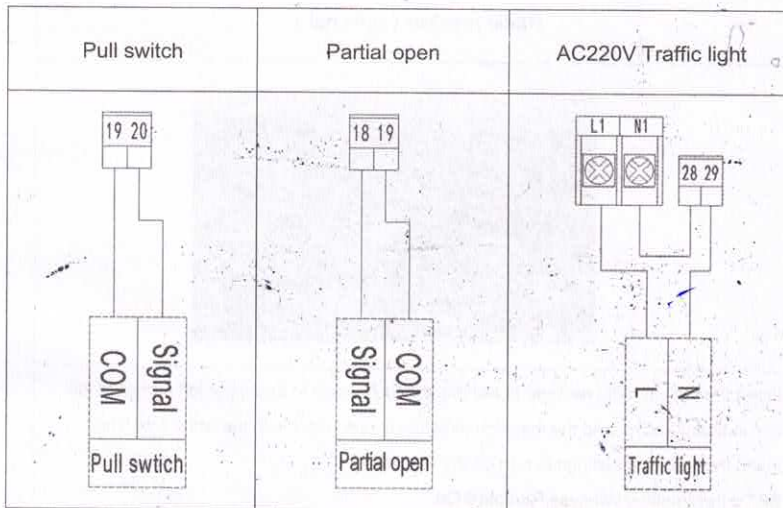 Pull switch Partial open AC220V Traffic light
19 20 18 19 L1 N1
28 29
COM Signal Signal COM L N
Pull swtich Partial open Traffic light